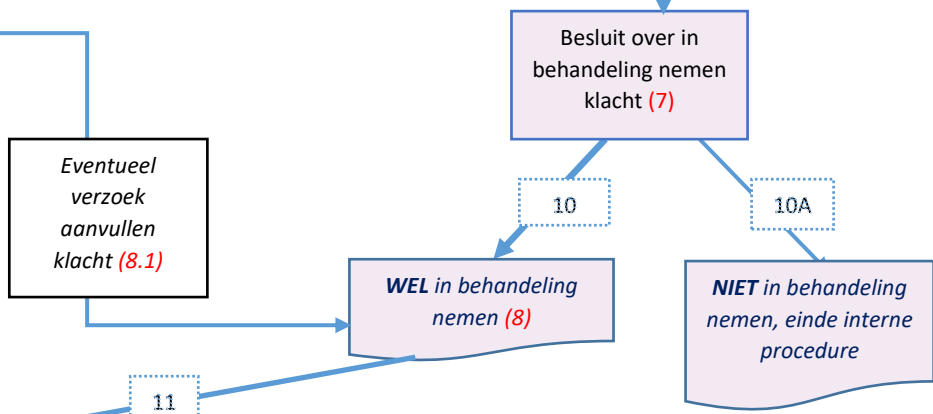 Besluit over in
behandeling nemen
klacht (7)
Eventueel
verzoek
aanvullen
klacht (8.1)
10
10A
WEL in behandeling
nemen (8)
NIET in behandeling
nemen, einde interne
procedure
11